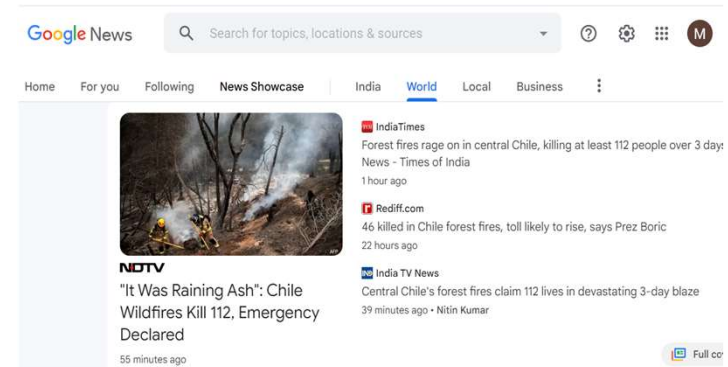 Google News
Search for topics, locations & sources
M
Home For you Following News Showcase India World Local Business
IndiaTimes
Forest fires rage on in central Chile, killing at least 112 people over 3 days
News - Times of India
1 hour ago
Rediff.com
46 killed in Chile forest fires, toll likely to rise, says Prez Boric
22 hours ago
India TV News
Central Chile's forest fires claim 112 lives in devastating 3-day blaze
39 minutes ago • Nitin Kumar
AFP
NDTV
"It Was Raining Ash": Chile
Wildfires Kill 112, Emergency
Declared
55 minutes ago
Full co